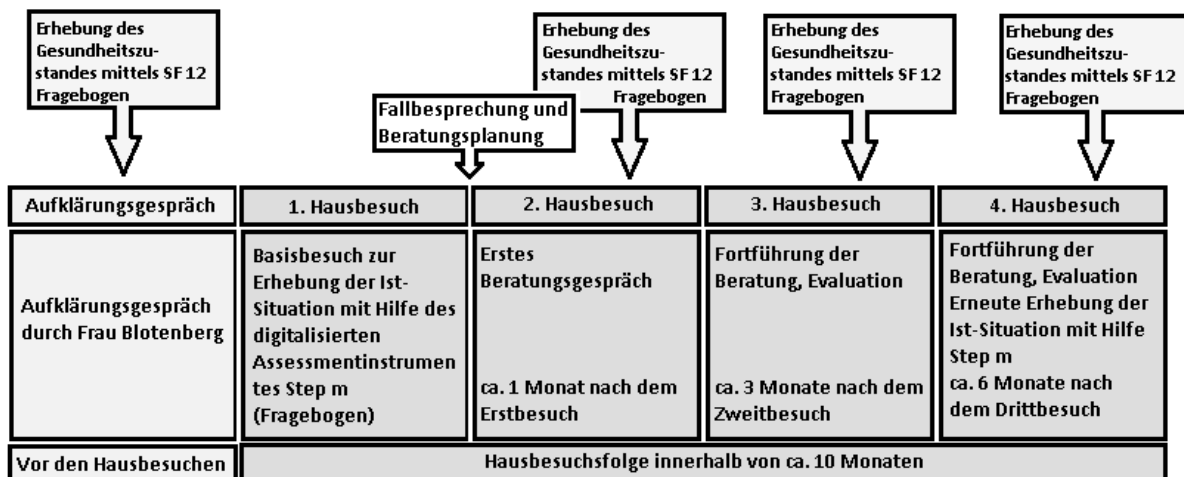 Erhebung des
Gesundheitszu-
standes mittels SF 12
Fragebogen
Fallbesprechung und
Beratungsplanung
Erhebung des
Gesundheitszu-
standes mittels SF 12
Fragebogen
Erhebung des
Gesundheitszu-
standes mittels SF 12
Fragebogen
Erhebung des
Gesundheitszu-
standes mittels SF 12
Fragebogen
Aufklärungsgespräch
1. Hausbesuch
2. Hausbesuch
3. Hausbesuch
4. Hausbesuch
Aufklärungsgespräch
durch Frau Blotenberg
Basisbesuch zur
Erhebung der Ist-
Situation mit Hilfe des
digitalisierten
Assessmentinstrumen
tes Step m
(Fragebogen)
Erstes
Beratungsgespräch
ca. 1 Monat nach dem
Erstbesuch
Fortführung der
Beratung, Evaluation
ca. 3 Monate nach dem
Zweitbesuch
Fortführung der
Beratung, Evaluation
Erneute Erhebung der
Ist-Situation mit Hilfe
Step m
ca. 6 Monate nach
dem Drittbesuch
Vor den Hausbesuchen
Hausbesuchsfolge innerhalb von ca. 10 Monaten